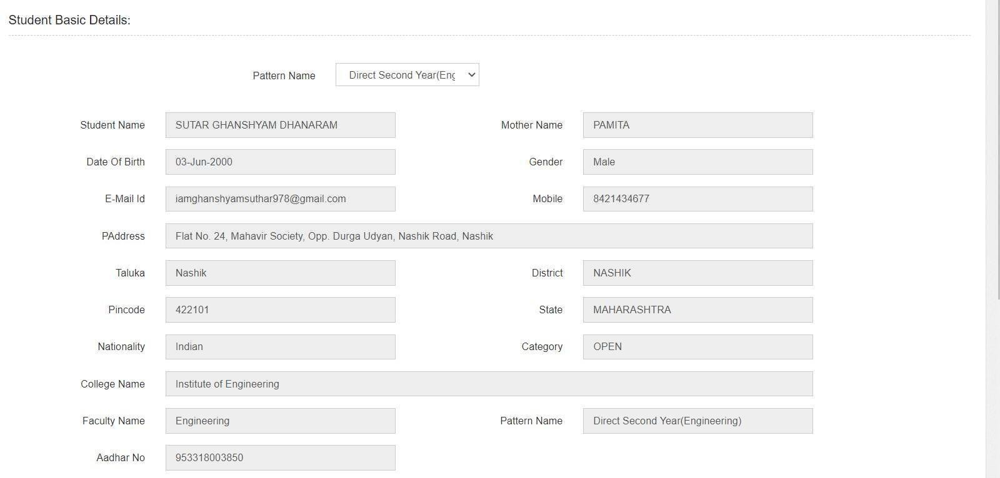 Student Basic Details:
Pattern Name Direct Second Year(Eng
Student Name SUTAR GHANSHYAM DHANARAM Mother Name PAMITA
Date Of Birth 03-Jun-2000 Gender Male
E-Mail Id iamghanshyamsuthar978@gmail.com Mobile 8421434677
PAddress Flat No. 24, Mahavir Society, Opp. Durga Udyan, Nashik Road, Nashik
Taluka Nashik District NASHIK
Pincode 422101 State MAHARASHTRA
Nationality Indian Category OPEN
College Name Institute of Engineering
Faculty Name Engineering Pattern Name Direct Second Year(Engineering)
Aadhar No 953318003850